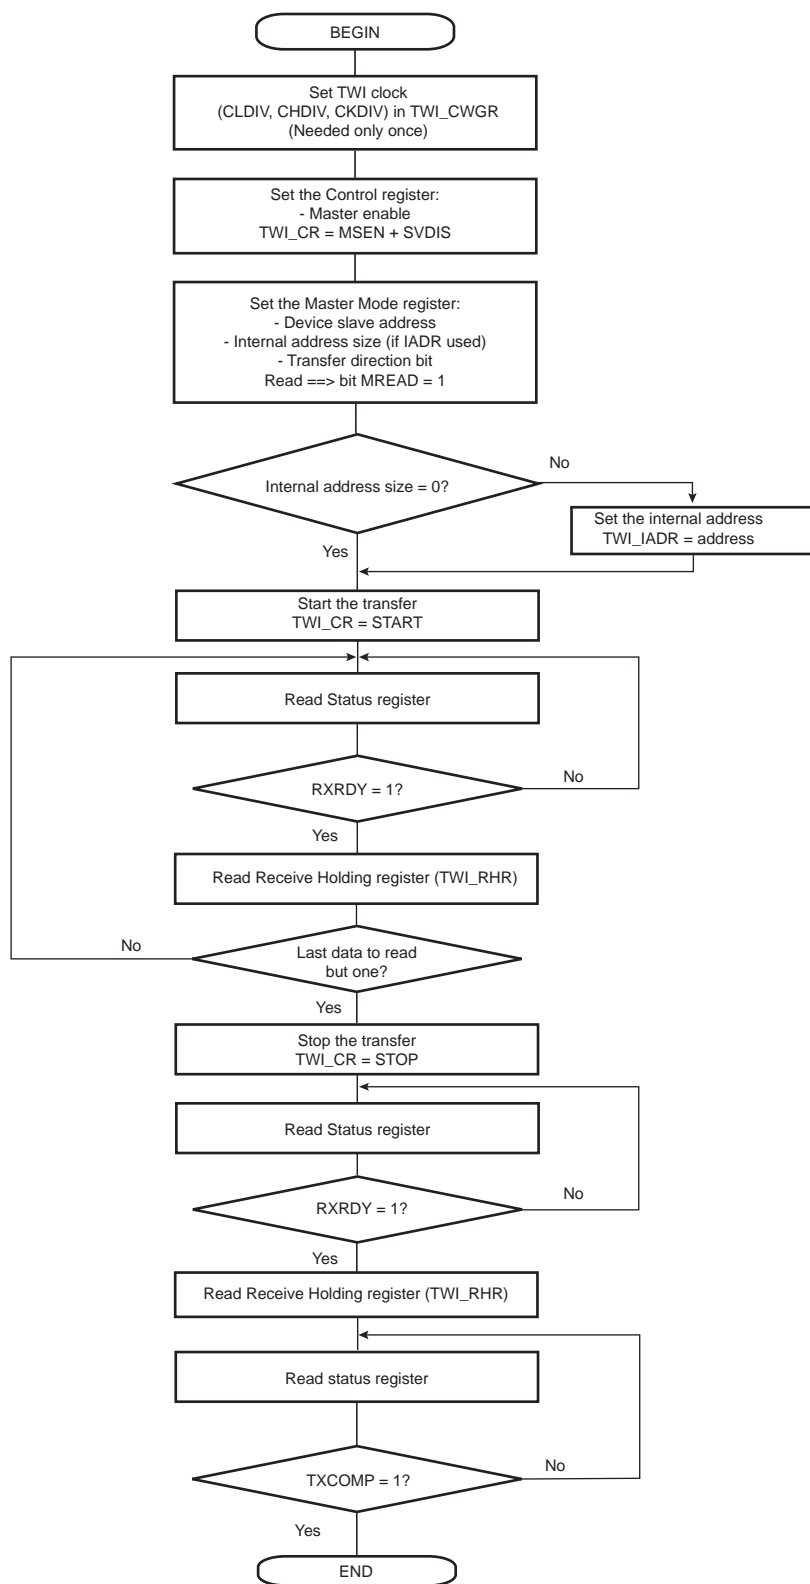 BEGIN
Set TWI clock
(CLDIV, CHDIV, CKDIV) in TWI_CWGR
(Needed only once)
Set the Control register:
- Master enable
TWI_CR = MSEN + SVDIS
Set the Master Mode register:
- Device slave address
- Internal address size (if IADR used)
- Transfer direction bit
Read ==> bit MREAD = 1
Internal address size = 0?
No
Set the internal address
TWI_IADR = address
Yes
Start the transfer
TWI_CR = START
Read Status register
RXRDY = 1?
No
Yes
Read Receive Holding register (TWI_RHR)
No
Last data to read
but one?
Yes
Stop the transfer
TWI_CR = STOP
Read Status register
RXRDY = 1?
No
Yes
Read Receive Holding register (TWI_RHR)
Read status register
TXCOMP = 1?
No
Yes
END